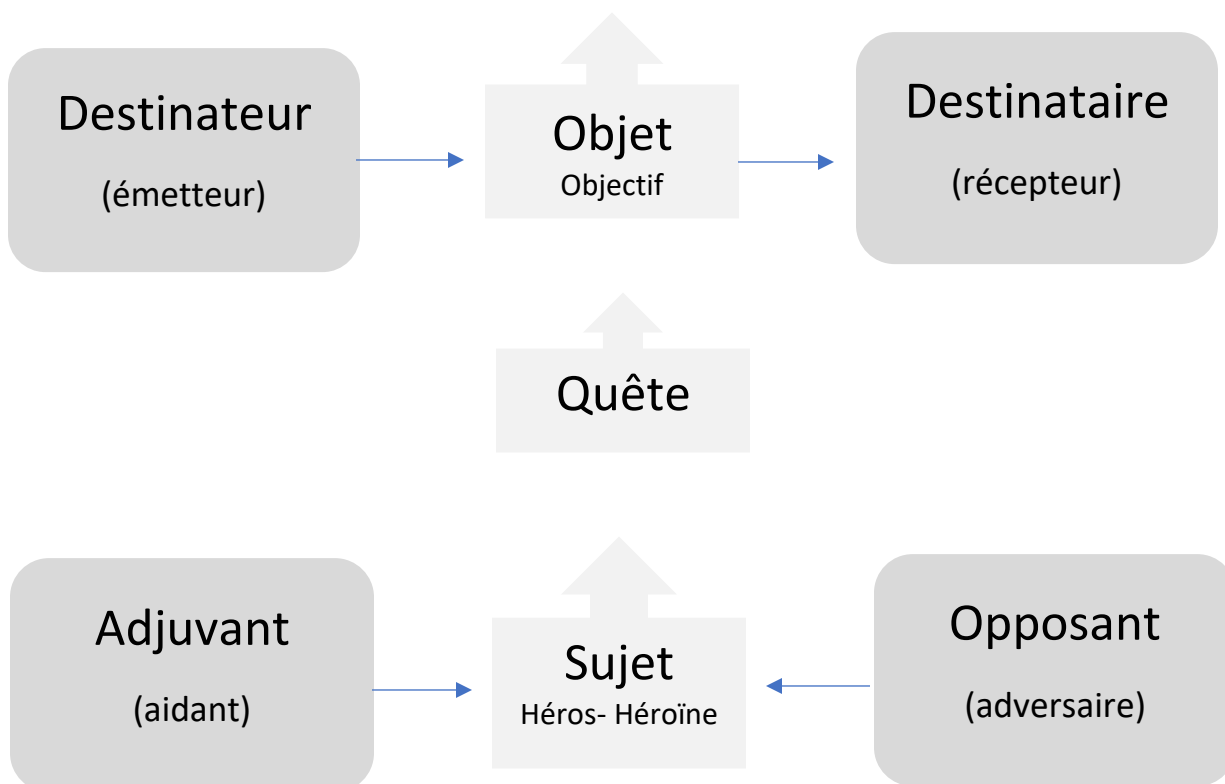 Destinateur
(émetteur)
Objet
Objectif
Destinataire
(récepteur)
Quête
Adjuvant
(aidant)
Sujet
Héros- Héroïne
Opposant
(adversaire)